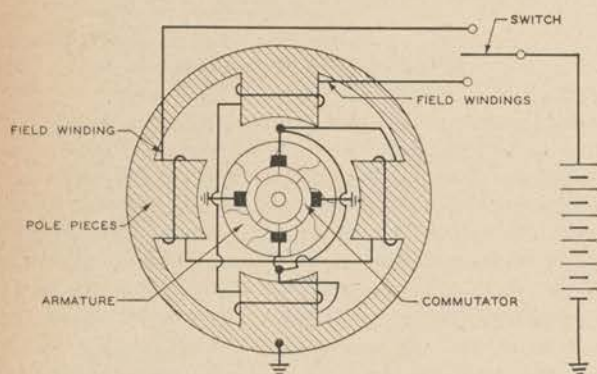 SWITCH
FIELD WINDINGS
FIELD WINDING
POLE PIECES
ARMATURE
COMMUTATOR